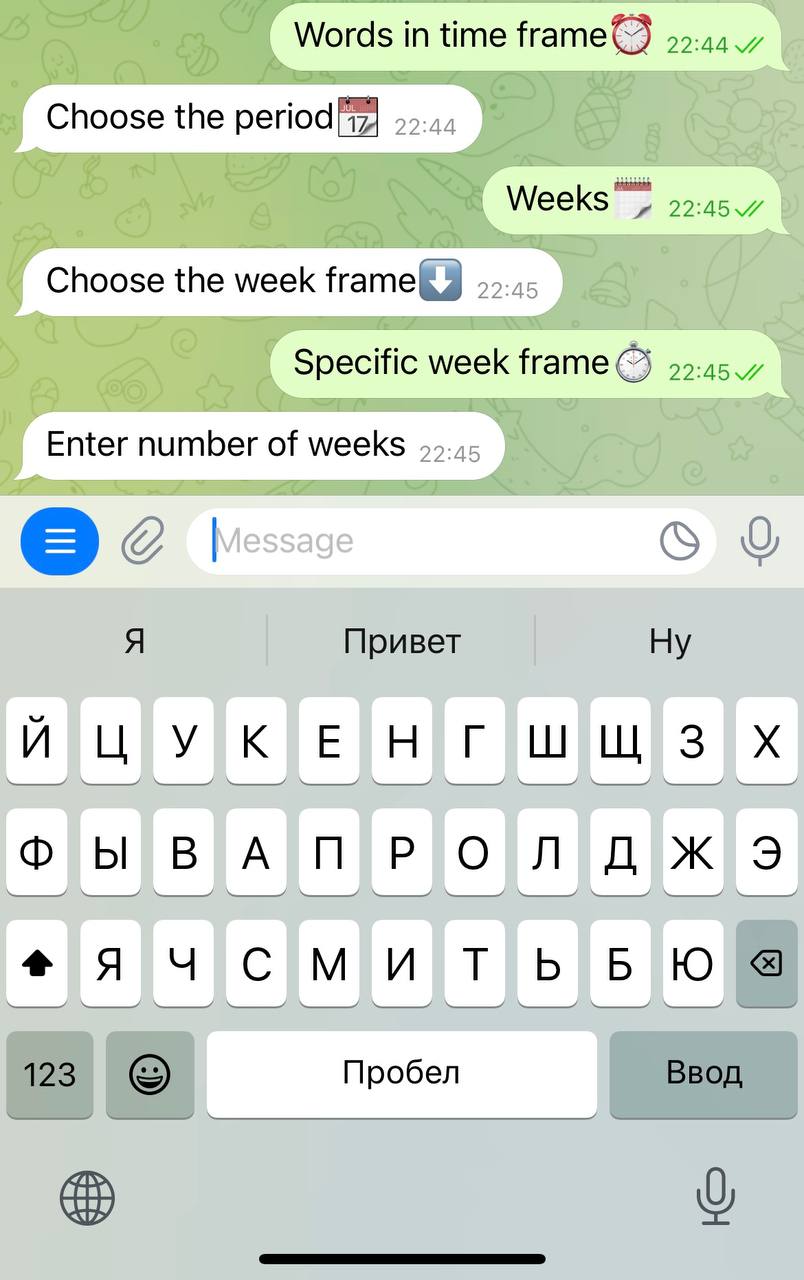 Words in time frame⏰ 22:44
Choose the period📅 22:44
Weeks🗓 22:45
Choose the week frame⬇️ 22:45
Specific week frame⏱ 22:45
Enter number of weeks 22:45
Message
Я Привет Ну
Й Ц У К Е Н Г Ш Щ З Х
Ф Ы В А П Р О Л Д Ж Э
Я Ч С М И Т Ь Б Ю
123 Пробел Ввод